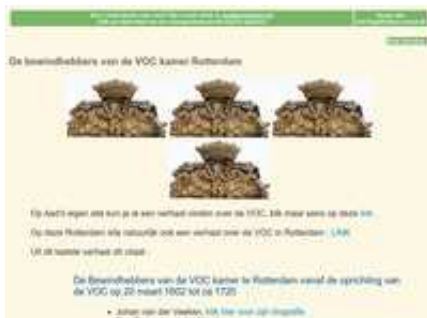 De bewindhebbers van de VOC kamer Rotterdam
Op Aad's eigen site kun je al een verhaal vinden over de VOC, klik maar eens op deze link
Op deze Rotterdam site natuurlijk ook een verhaal over de VOC in Rotterdam : LINK
Uit dit laatste verhaal dit citaat :
De Bewindhebbers van de VOC kamer te Rotterdam vanaf de oprichting van
de VOC op 20 maart 1602 tot op 1725
• Johan van der Veeken, klik hier voor zijn biografie